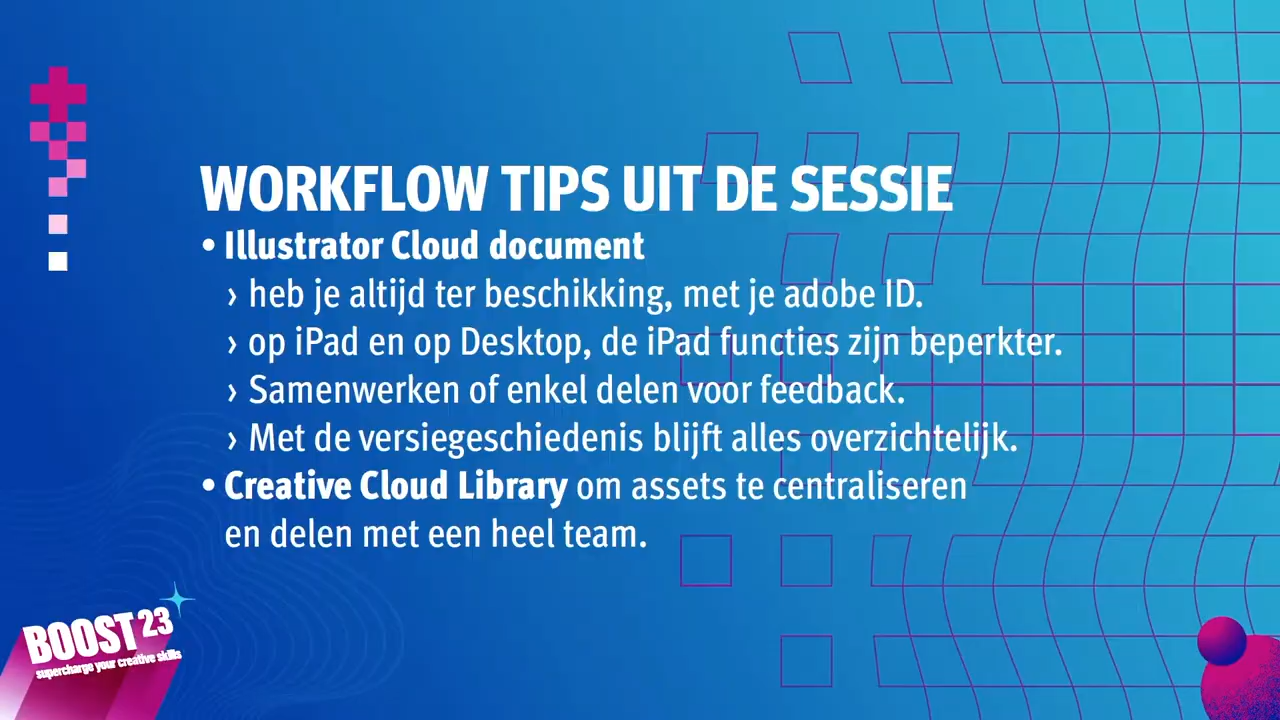 WORKFLOW TIPS UIT DE SESSIE
• Illustrator Cloud document
› heb je altijd ter beschikking, met je adobe ID.
› op iPad en op Desktop, de iPad functies zijn beperkter.
› Samenwerken of enkel delen voor feedback.
› Met de versiegeschiedenis blijft alles overzichtelijk.
• Creative Cloud Library om assets te centraliseren
en delen met een heel team.
BOOST 23
supercharge your creative skills